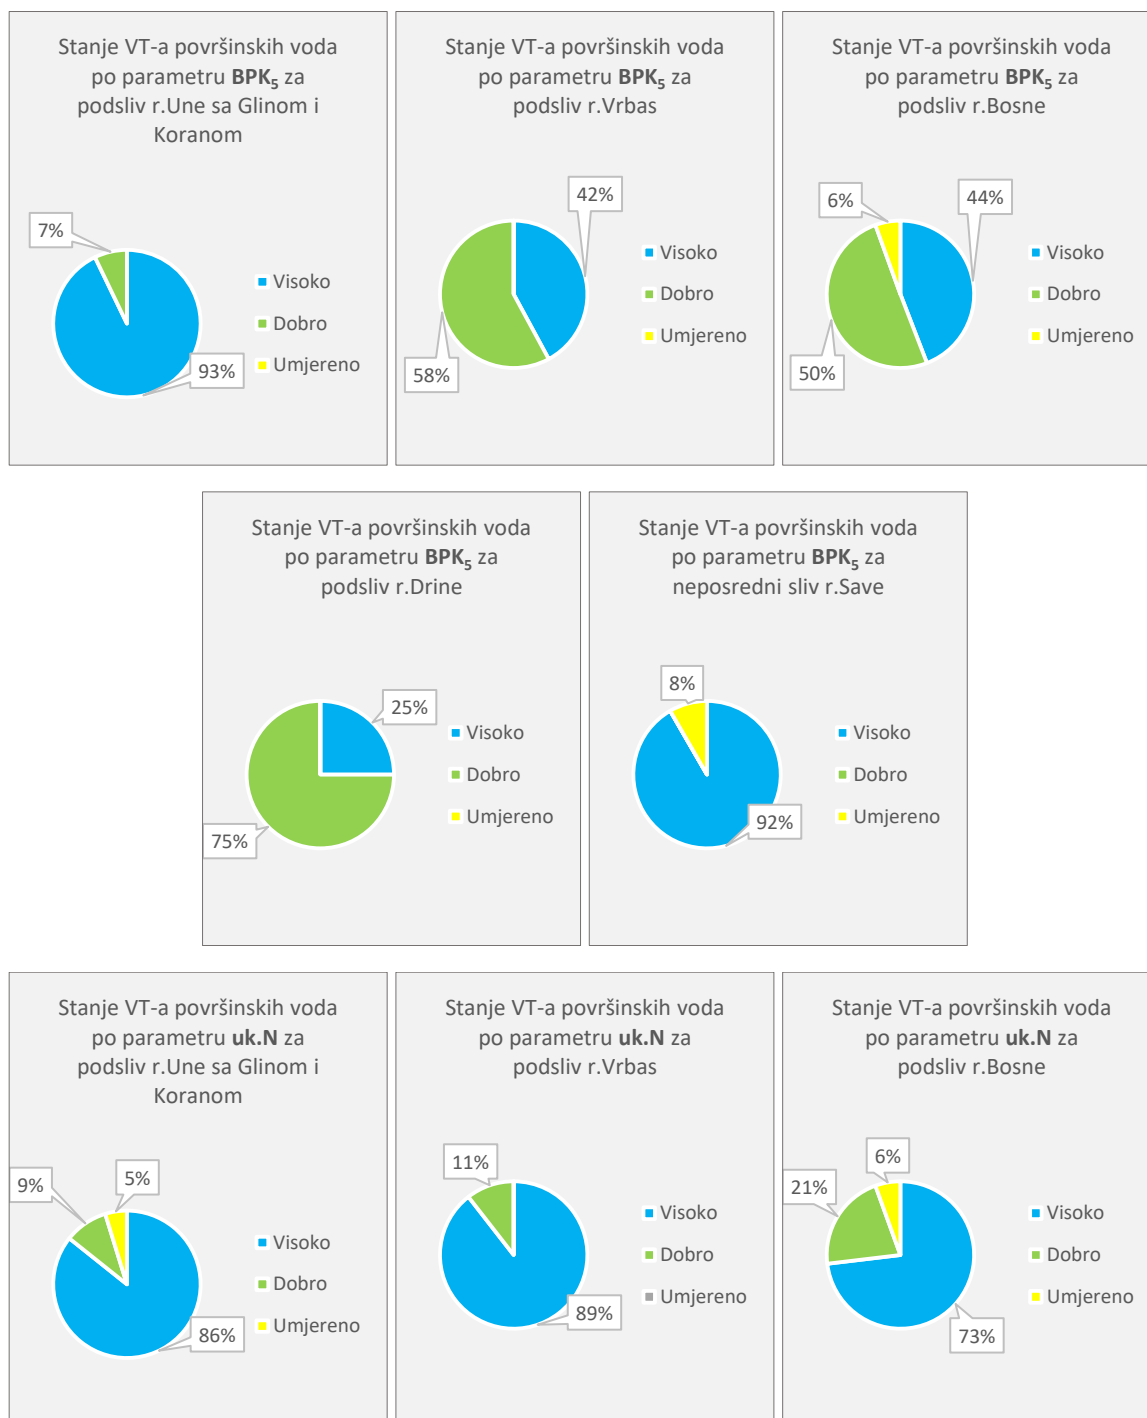 Stanje VT-a površinskih voda
po parametru BPK₅ za
podsliv r.Une sa Glinom i
Koranom
7%
93%
Visoko
Dobro
Umjereno
Stanje VT-a površinskih voda
po parametru BPK₅ za
podsliv r.Vrbas
42%
58%
Visoko
Dobro
Umjereno
Stanje VT-a površinskih voda
po parametru BPK₅ za
podsliv r.Bosne
6%
44%
50%
Visoko
Dobro
Umjereno
Stanje VT-a površinskih voda
po parametru BPK₅ za
podsliv r.Drine
25%
75%
Visoko
Dobro
Umjereno
Stanje VT-a površinskih voda
po parametru BPK₅ za
neposredni sliv r.Save
8%
92%
Visoko
Dobro
Umjereno
Stanje VT-a površinskih voda
po parametru uk.N za
podsliv r.Une sa Glinom i
Koranom
9%
5%
86%
Visoko
Dobro
Umjereno
Stanje VT-a površinskih voda
po parametru uk.N za
podsliv r.Vrbas
11%
89%
Visoko
Dobro
Umjereno
Stanje VT-a površinskih voda
po parametru uk.N za
podsliv r.Bosne
21%
6%
73%
Visoko
Dobro
Umjereno